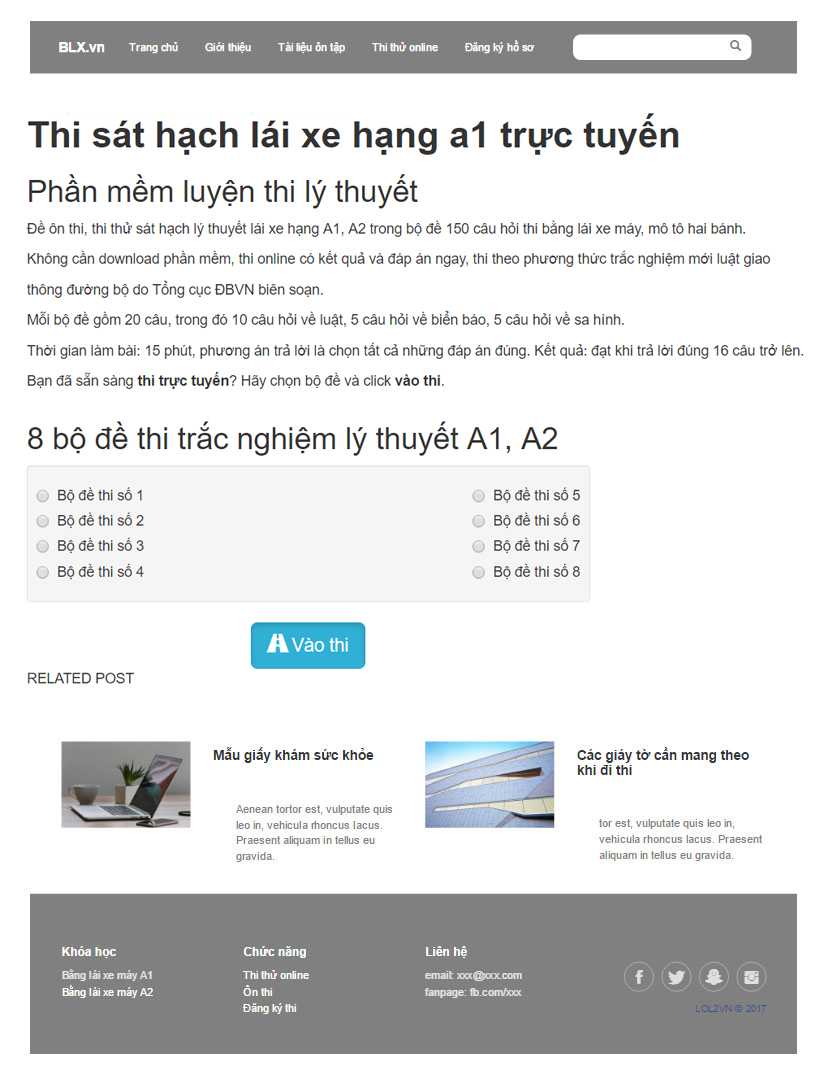 BLX.vn Trang chủ Giới thiệu Tài liệu ôn tập Thi thử online Đăng ký hồ sơ
Thi sát hạch lái xe hạng a1 trực tuyến
Phần mềm luyện thi lý thuyết
Đề ôn thi, thi thử sát hạch lý thuyết lái xe hạng A1, A2 trong bộ đề 150 câu hỏi thi bằng lái xe máy, mô tô hai bánh.
Không cần download phần mềm, thi online có kết quả và đáp án ngay, thi theo phương thức trắc nghiệm mới luật giao
thông đường bộ do Tổng cục ĐBVN biên soạn.
Mỗi bộ đề gồm 20 câu, trong đó 10 câu hỏi về luật, 5 câu hỏi về biển báo, 5 câu hỏi về sa hình.
Thời gian làm bài: 15 phút, phương án trả lời là chọn tất cả những đáp án đúng. Kết quả: đạt khi trả lời đúng 16 câu trở lên.
Bạn đã sẵn sàng thi trực tuyến? Hãy chọn bộ đề và click vào thi.
8 bộ đề thi trắc nghiệm lý thuyết A1, A2
Bộ đề thi số 1
Bộ đề thi số 2
Bộ đề thi số 3
Bộ đề thi số 4
Bộ đề thi số 5
Bộ đề thi số 6
Bộ đề thi số 7
Bộ đề thi số 8
Vào thi
RELATED POST
Mẫu giấy khám sức khỏe
Aenean tortor est, vulputate quis
leo in, vehicula rhoncus lacus.
Praesent aliquam in tellus eu
gravida.
Các giáy tờ cần mang theo
khi đi thi
tor est, vulputate quis leo in,
vehicula rhoncus lacus. Praesent
aliquam in tellus eu gravida.
Khóa học
Bằng lái xe máy A1
Bằng lái xe máy A2
Chức năng
Thi thử online
Ôn thi
Đăng ký thi
Liên hệ
email: xxx@xxx.com
fanpage: fb.com/xxx
LOL2VN © 2017